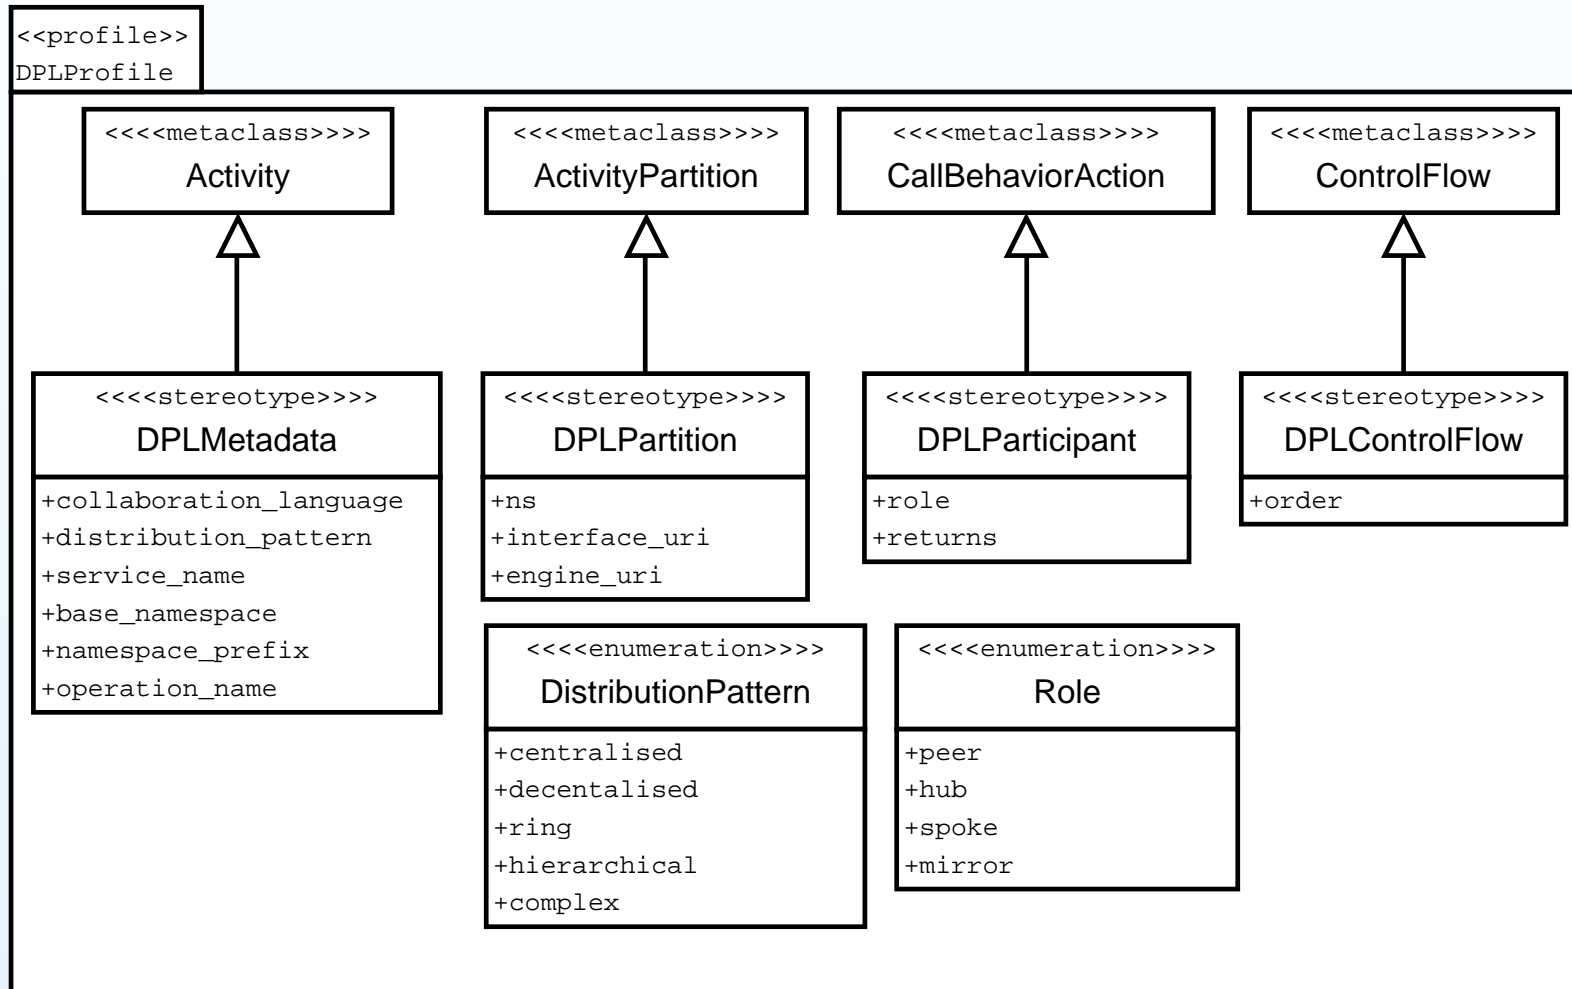 <<profile>>
DPLProfile
<<<<metaclass>>>>
Activity
<<<<metaclass>>>>
ActivityPartition
<<<<metaclass>>>>
CallBehaviorAction
<<<<metaclass>>>>
ControlFlow
<<<<stereotype>>>>
DPLMetadata
+collaboration_language
+distribution_pattern
+service_name
+base_namespace
+namespace_prefix
+operation_name
<<<<stereotype>>>>
DPLPartition
+ns
+interface_uri
+engine_uri
<<<<stereotype>>>>
DPLParticipant
+role
+returns
<<<<stereotype>>>>
DPLControlFlow
+order
<<<<enumeration>>>>
DistributionPattern
+centralised
+decentalised
+ring
+hierarchical
+complex
<<<<enumeration>>>>
Role
+peer
+hub
+spoke
+mirror